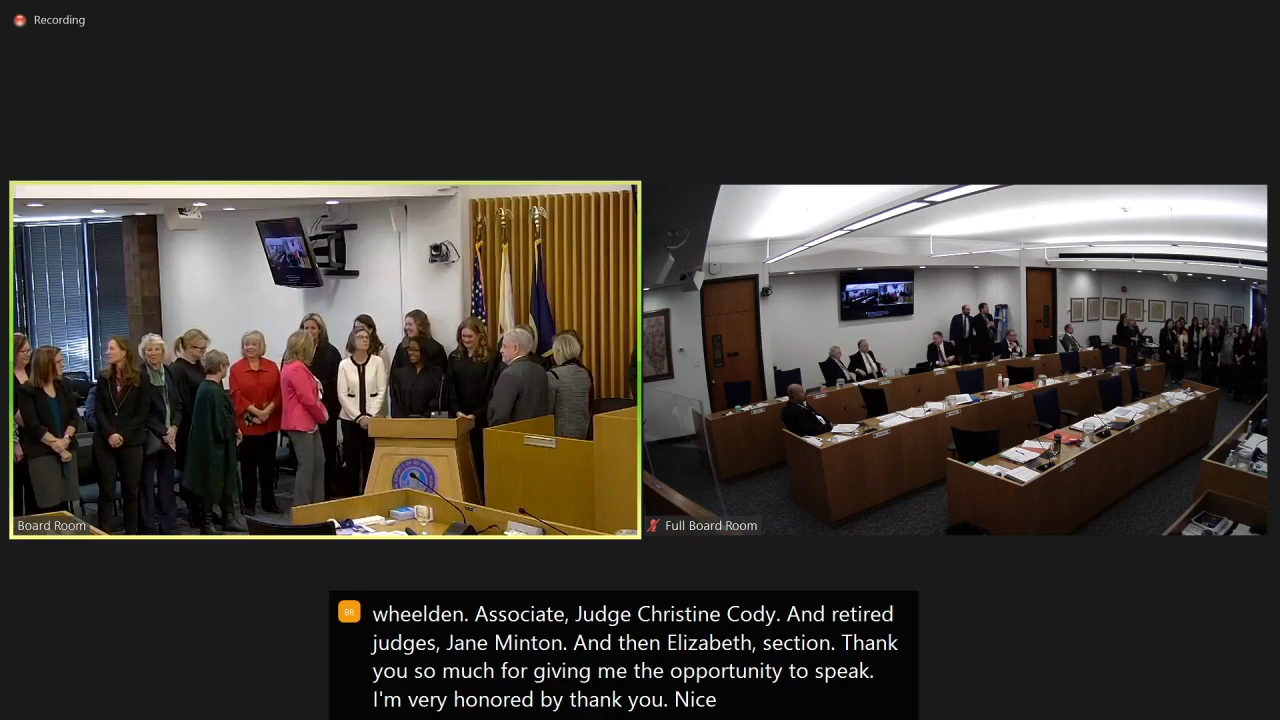 Recording
Board Room
Full Board Room
BR
wheelden. Associate, Judge Christine Cody. And retired
judges, Jane Minton. And then Elizabeth, section. Thank
you so much for giving me the opportunity to speak.
I'm very honored by thank you. Nice